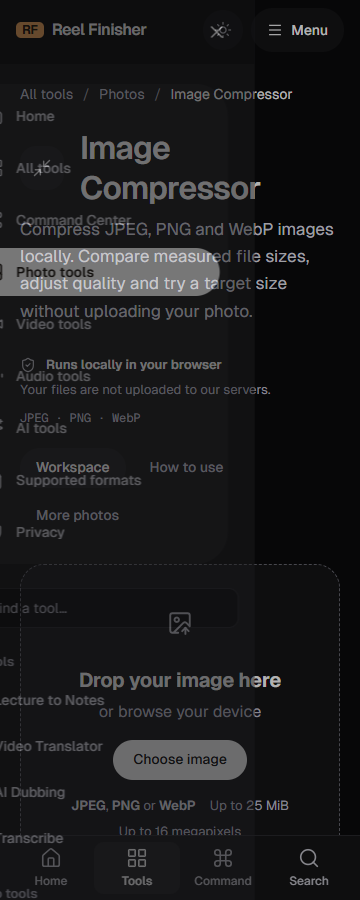 RF Reel Finisher
Menu
All tools / Photos / Image Compressor
Home
Image
Compressor
All tools
Command Center
Compress JPEG, PNG and WebP images
locally. Compare measured file sizes,
Photo tools
adjust quality and try a target size
without uploading your photo.
Video tools
Runs locally in your browser
Audio tools
Your files are not uploaded to our servers.
JPEG · PNG · WebP
AI tools
Workspace
How to use
Supported formats
More photos
Privacy
ind a tool...
Drop your image here
or browse your device
Lecture to Notes
Video Translator
Choose image
AI Dubbing
JPEG, PNG or WebP Up to 25 MiB
Up to 16 megapixels
Transcribe
Home
Tools
Command
Search
tools